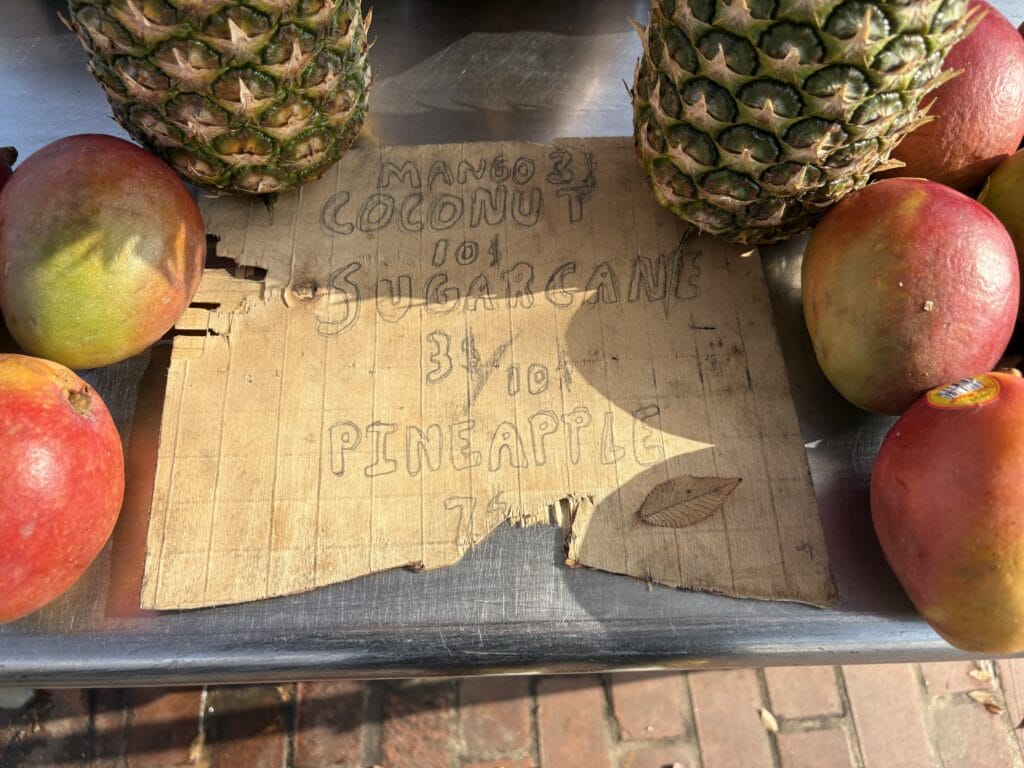 MANGO 3$
COCONUT
10$
SUGARCANE
3$/10$
PINEAPPLE
7$